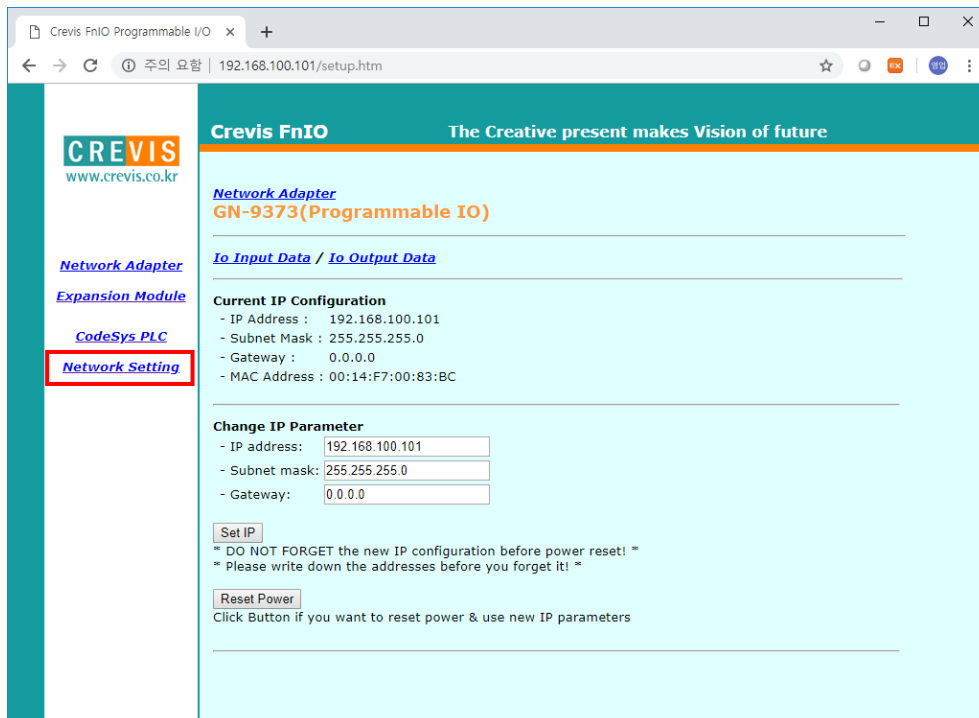 Crevis FnIO Programmable I/O
주의 요함 | 192.168.100.101/setup.htm
EX
영업
CREVIS
www.crevis.co.kr
Network Adapter
Expansion Module
CodeSys PLC
Network Setting
Crevis FnIO The Creative present makes Vision of future
Network Adapter
GN-9373(Programmable IO)
Io Input Data / Io Output Data
Current IP Configuration
- IP Address : 192.168.100.101
- Subnet Mask : 255.255.255.0
- Gateway : 0.0.0.0
- MAC Address : 00:14:F7:00:83:BC
Change IP Parameter
- IP address: 192.168.100.101
- Subnet mask: 255.255.255.0
- Gateway: 0.0.0.0
Set IP
* DO NOT FORGET the new IP configuration before power reset! *
* Please write down the addresses before you forget it! *
Reset Power
Click Button if you want to reset power & use new IP parameters